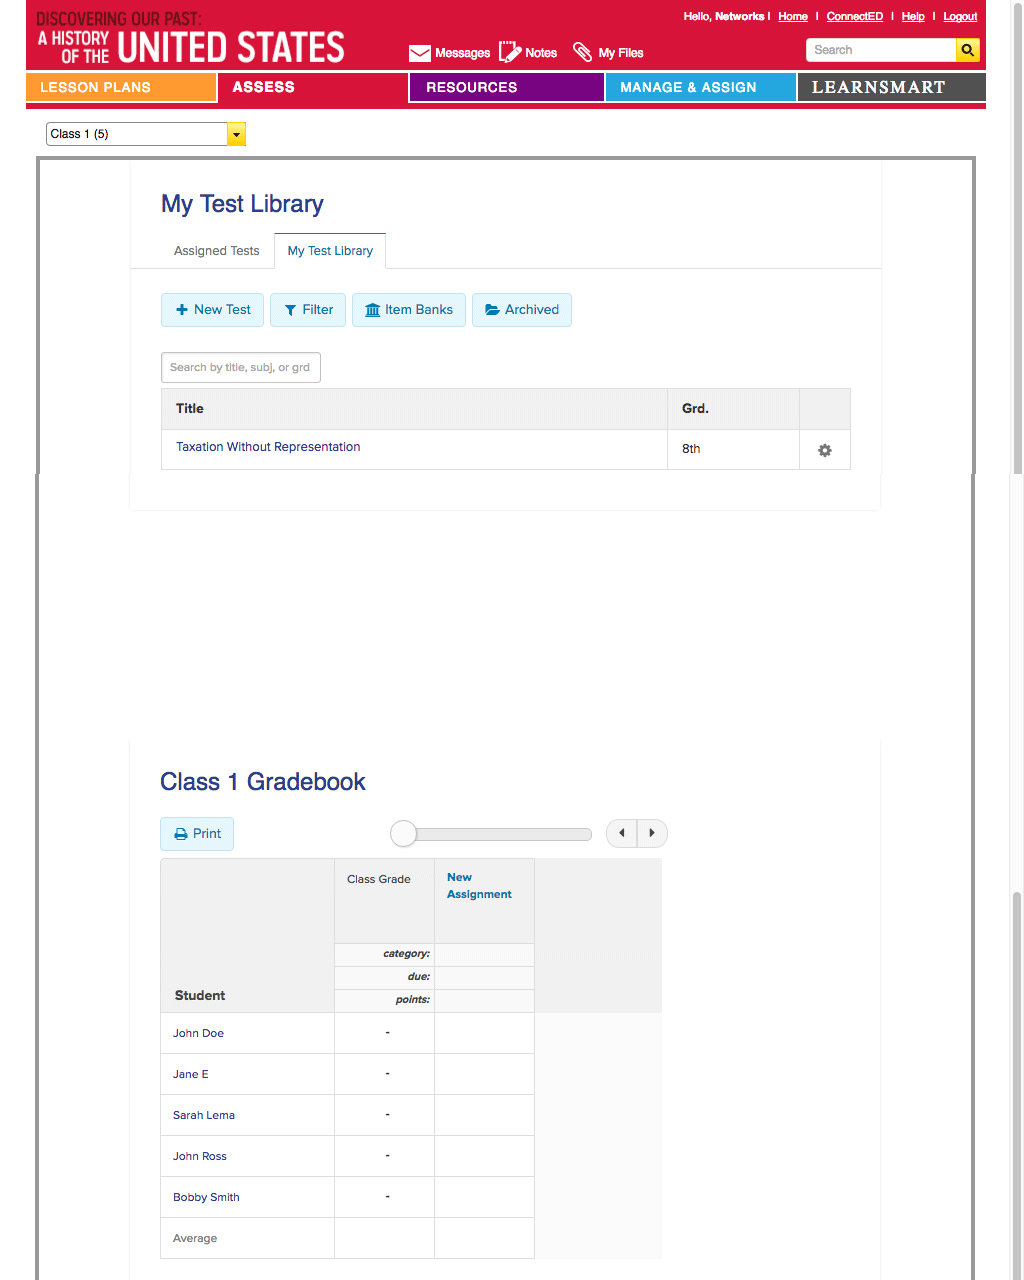 DISCOVERING OUR PAST:
A HISTORY
OF THE UNITED STATES
Hello, Networks | Home | ConnectED | Help | Logout
Messages Notes My Files
Search
LESSON PLANS ASSESS RESOURCES MANAGE & ASSIGN LEARNSMART
Class 1 (5)
My Test Library
Assigned Tests My Test Library
New Test Filter Item Banks Archived
Search by title, subj, or grd
Title Grd.
Taxation Without Representation 8th
Class 1 Gradebook
Print
Class Grade New
Assignment
category:
due:
points:
Student
John Doe -
Jane E -
Sarah Lema -
John Ross -
Bobby Smith -
Average